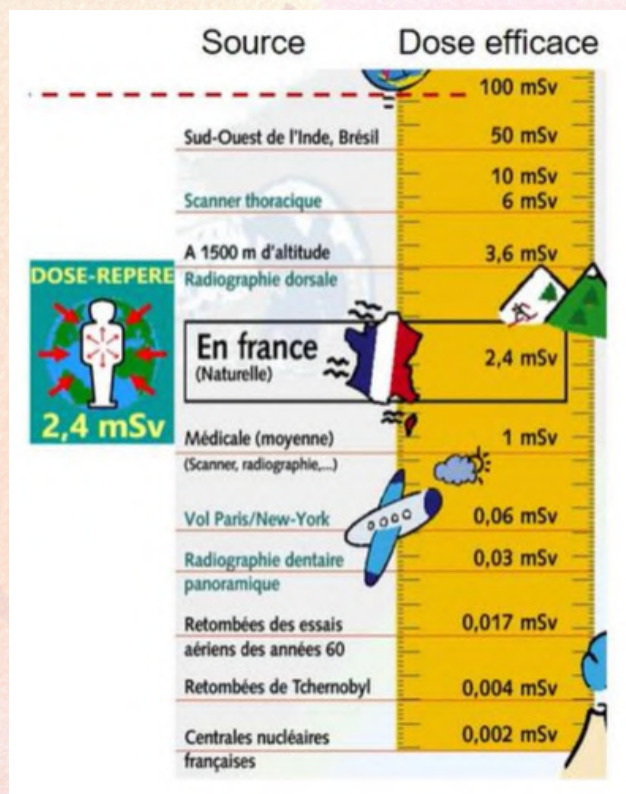 Source Dose efficace
100 mSv
Sud-Ouest de l'Inde, Brésil 50 mSv
10 mSv
Scanner thoracique 6 mSv
A 1500 m d'altitude 3,6 mSv
Radiographie dorsale
DOSE-REPERE
2,4 mSv
En france
(Naturelle)
2,4 mSv
Médicale (moyenne) 1 mSv
(Scanner, radiographie,...)
Vol Paris/New-York 0,06 mSv
Radiographie dentaire 0,03 mSv
panoramique
Retombées des essais 0,017 mSv
aériens des années 60
Retombées de Tchernobyl 0,004 mSv
Centrales nucléaires 0,002 mSv
françaises